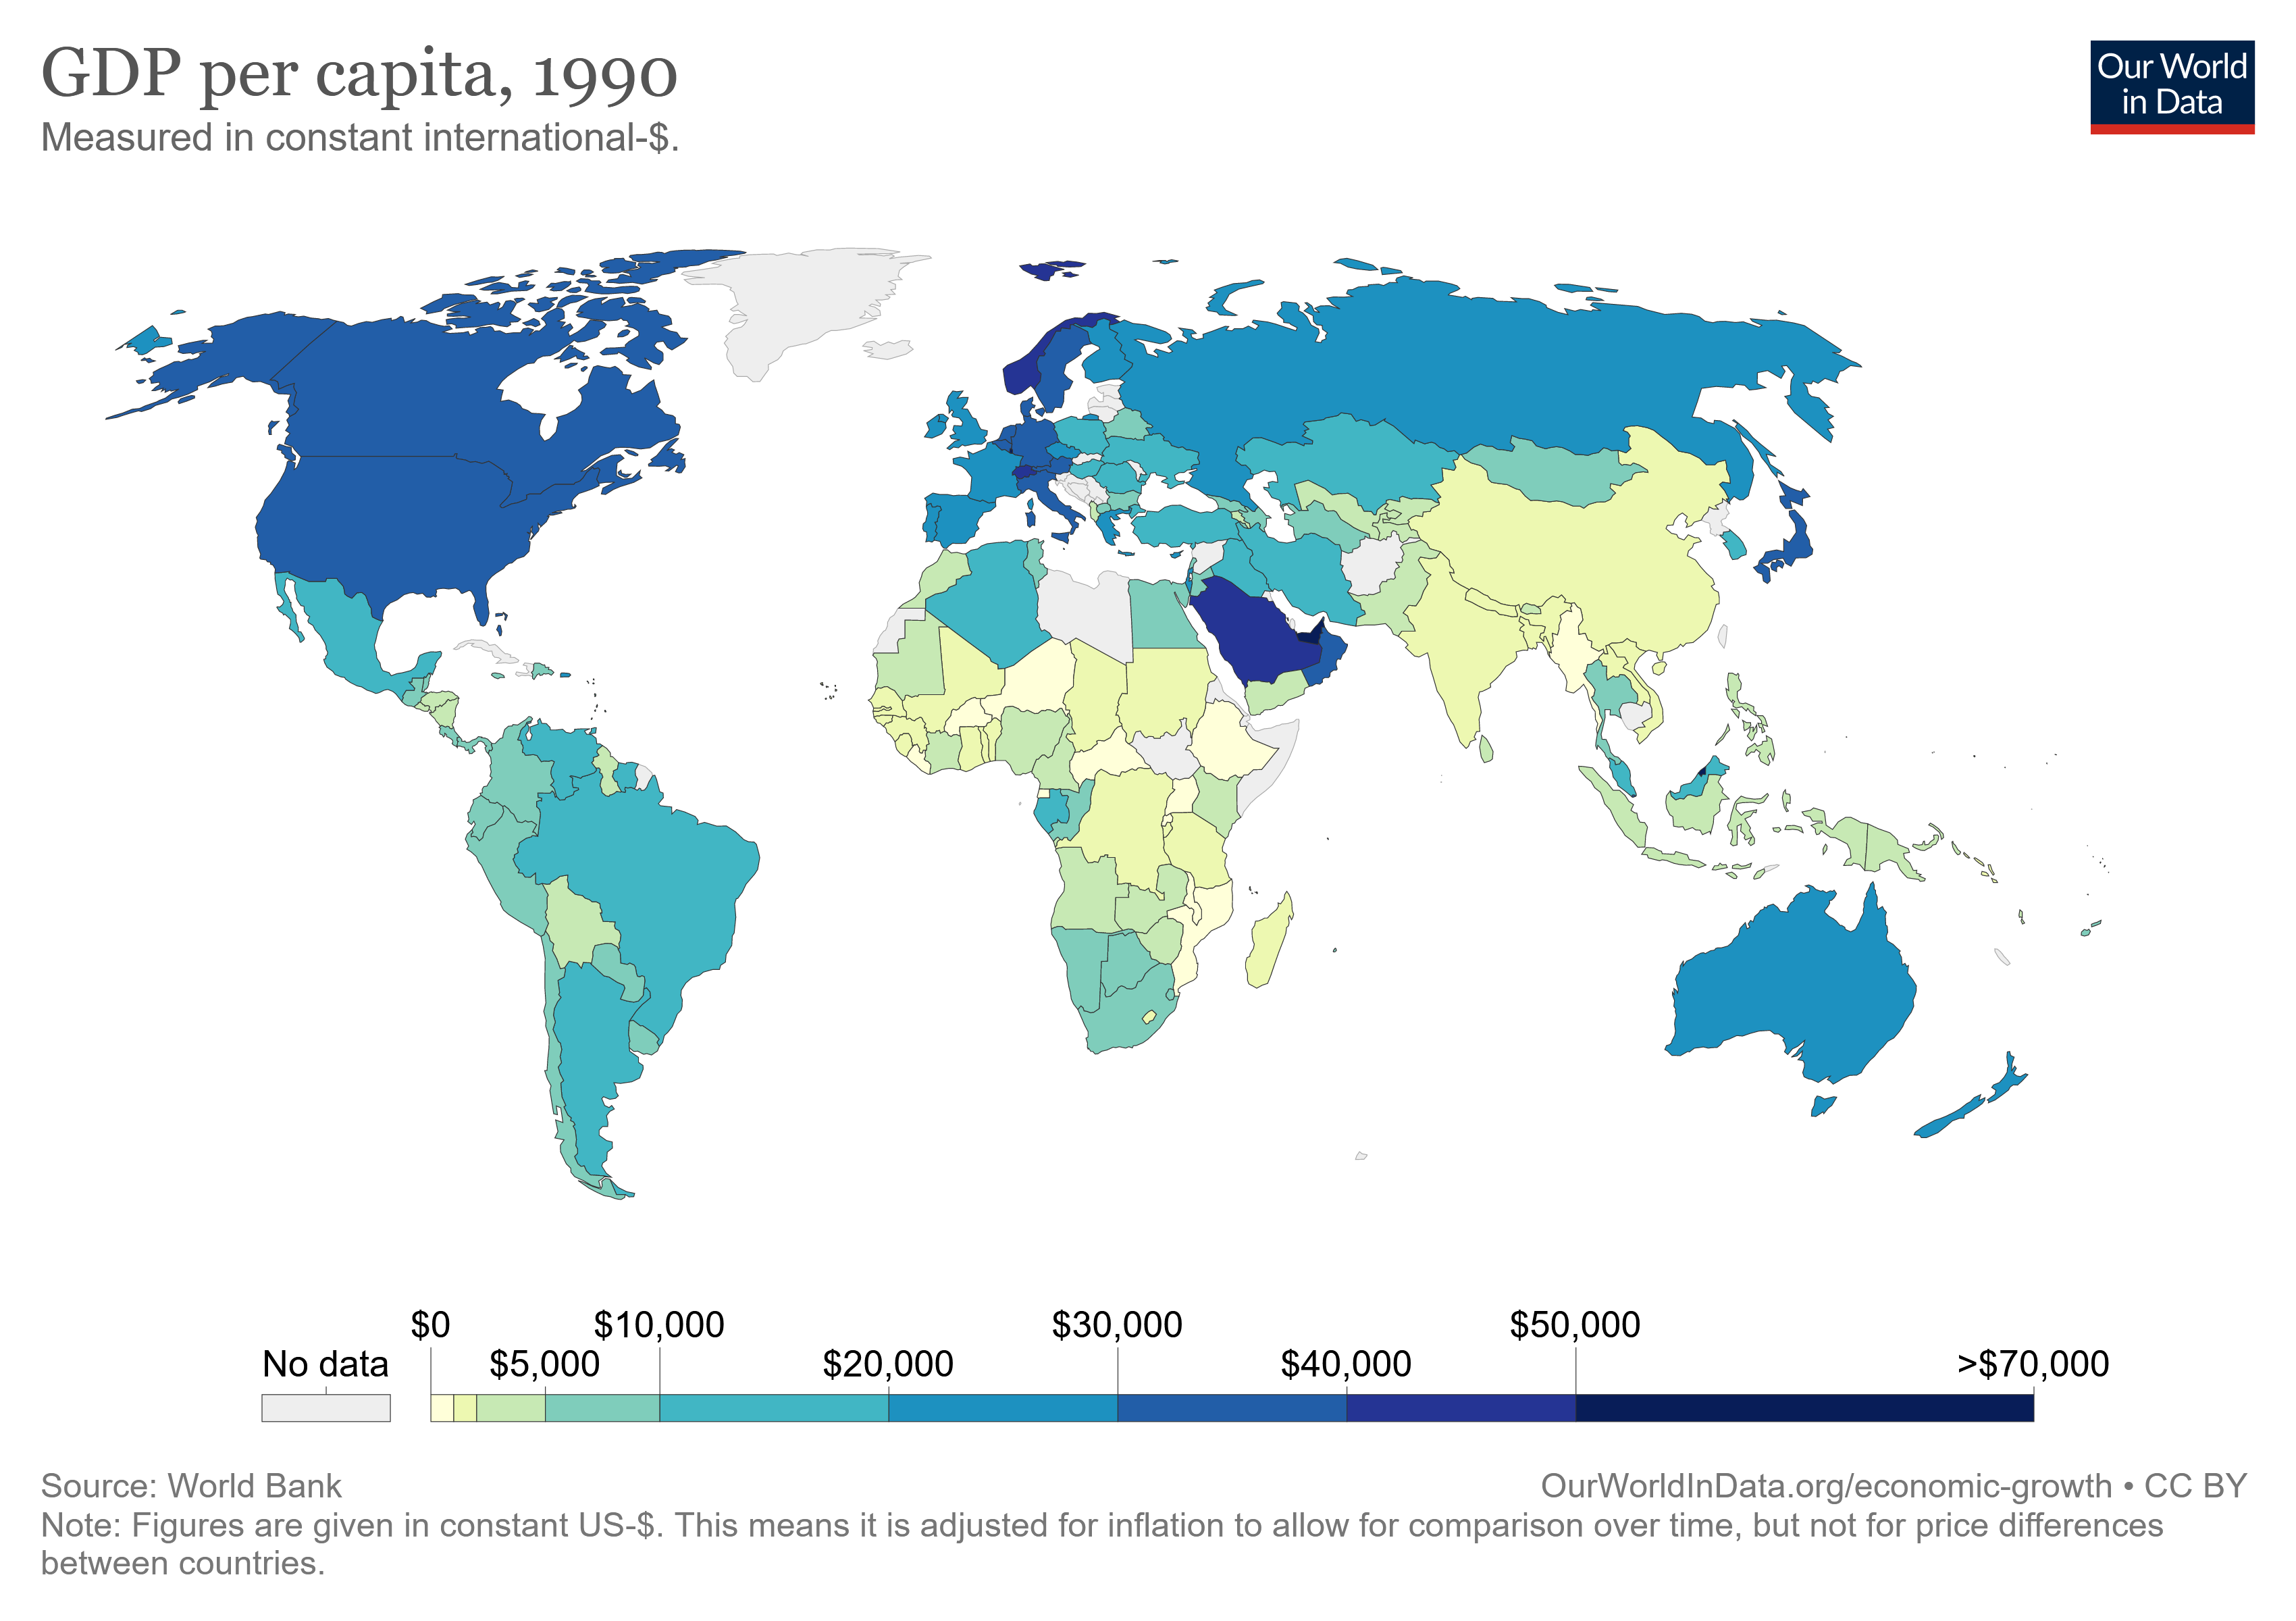 GDP per capita, 1990
Measured in constant international-$.
Our World
in Data
$0
$10,000
$30,000
$50,000
No data
$5,000
$20,000
$40,000
>$70,000
Source: World Bank
OurWorldInData.org/economic-growth • CC BY
Note: Figures are given in constant US-$. This means it is adjusted for inflation to allow for comparison over time, but not for price differences
between countries.